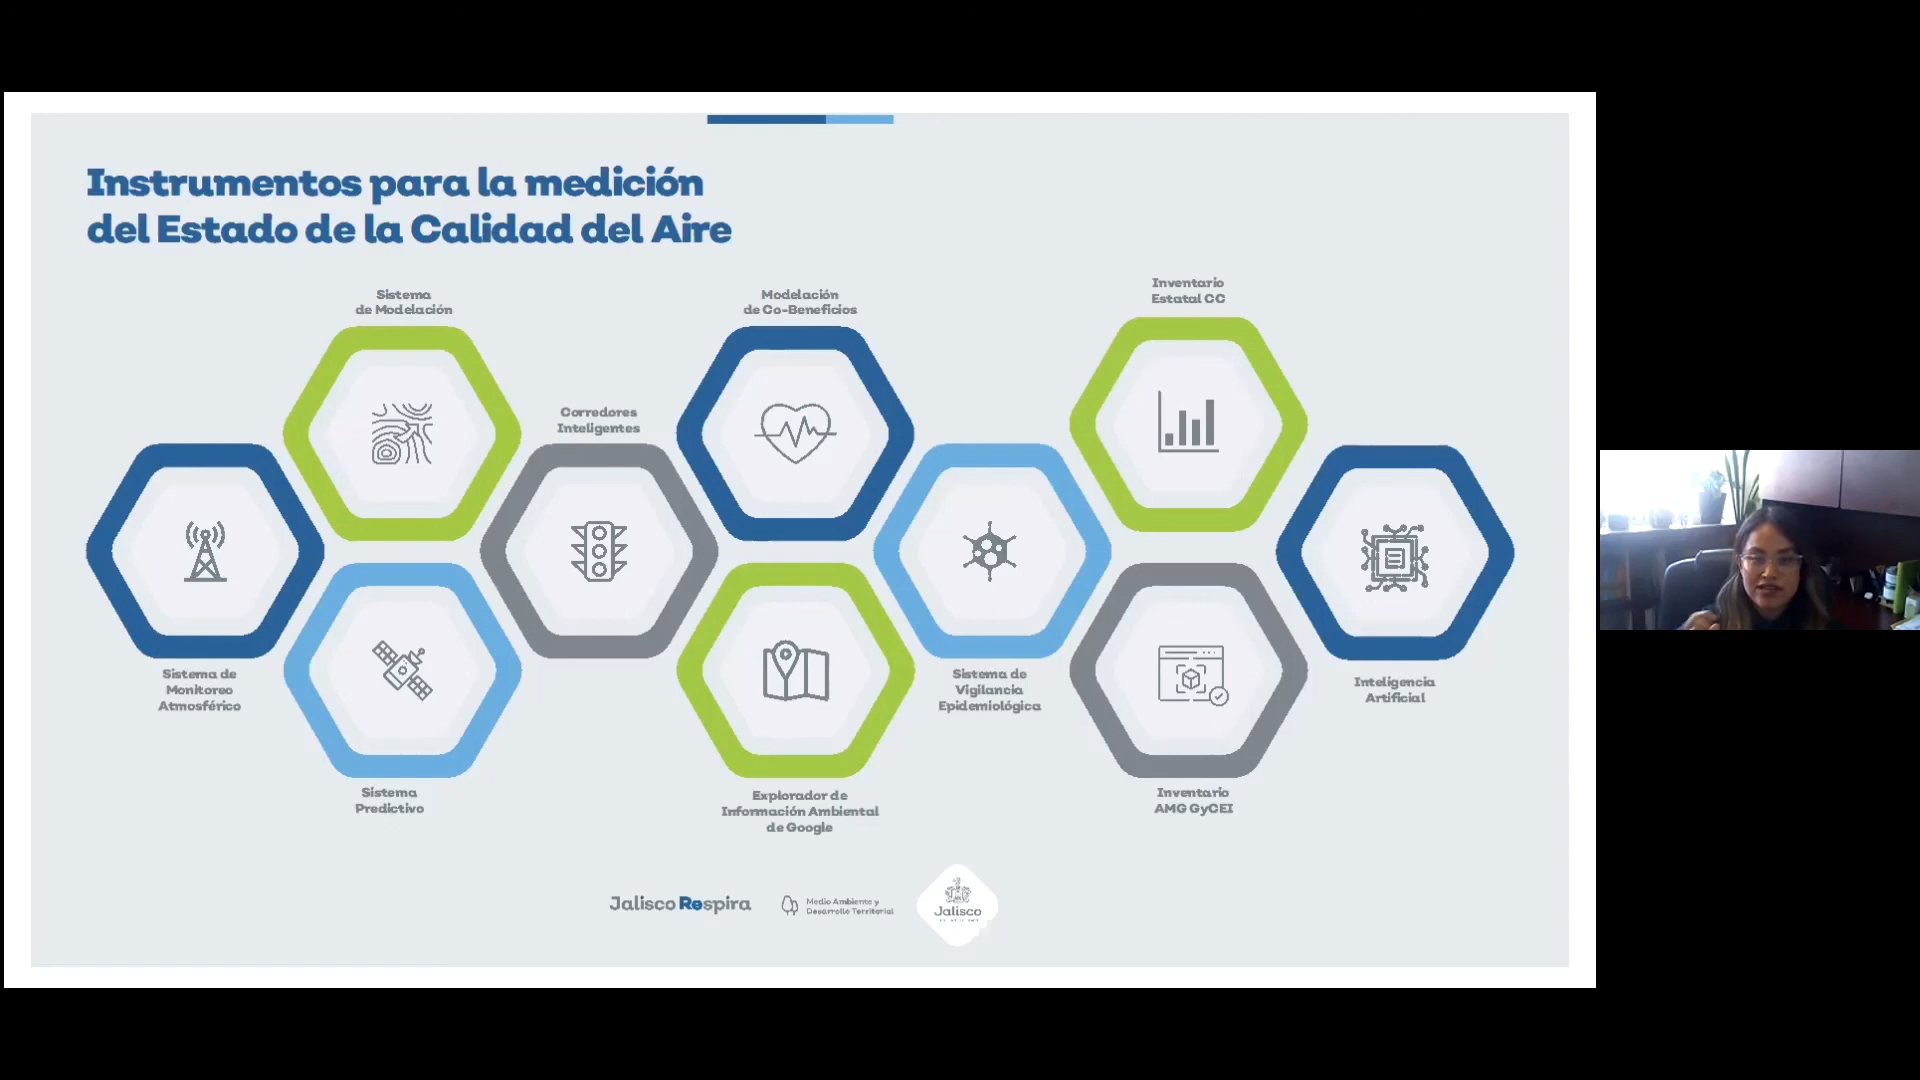 Instrumentos para la medición
del Estado de la Calidad del Aire
Sistema
de Modelación
Modelación
de Co-Beneficios
Inventario
Estatal CC
Corredores
Inteligentes
Sistema de
Monitoreo
Atmosférico
Sistema de
Vigilancia
Epidemiológica
Inteligencia
Artificial
Sistema
Predictivo
Explorador de
Información Ambiental
de Google
Inventario
AMG GyCEI
Jalisco Respira
Medio Ambiente y
Desarrollo Territorial
Jalisco